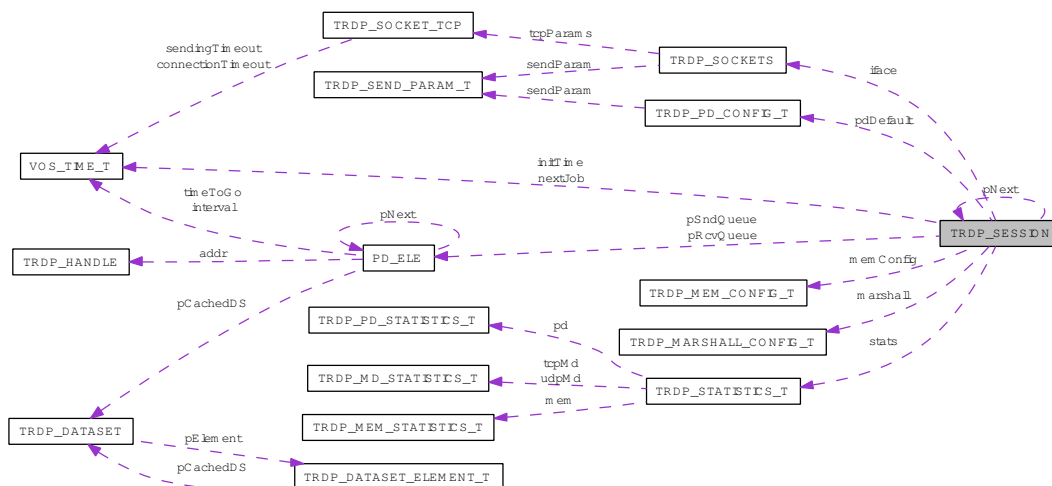 TRDP_SOCKET_TCP
tcpParams
sendingTimeout
connectionTimeout
sendParam
TRDP_SOCKETS
iface
TRDP_SEND_PARAM_T
sendParam
TRDP_PD_CONFIG_T
pdDefault
VOS_TIME_T
initTime
nextJob
timeToGo
interval
pNext
pNext
pSndQueue
pRcvQueue
TRDP_SESSION
TRDP_HANDLE
addr
PD_ELE
memConfig
TRDP_MEM_CONFIG_T
pCachedDS
marshall
TRDP_PD_STATISTICS_T
pd
TRDP_MARSHALL_CONFIG_T
stats
TRDP_MD_STATISTICS_T
tcpMd
udpMd
TRDP_STATISTICS_T
mem
TRDP_MEM_STATISTICS_T
TRDP_DATASET
pElement
pCachedDS
TRDP_DATASET_ELEMENT_T